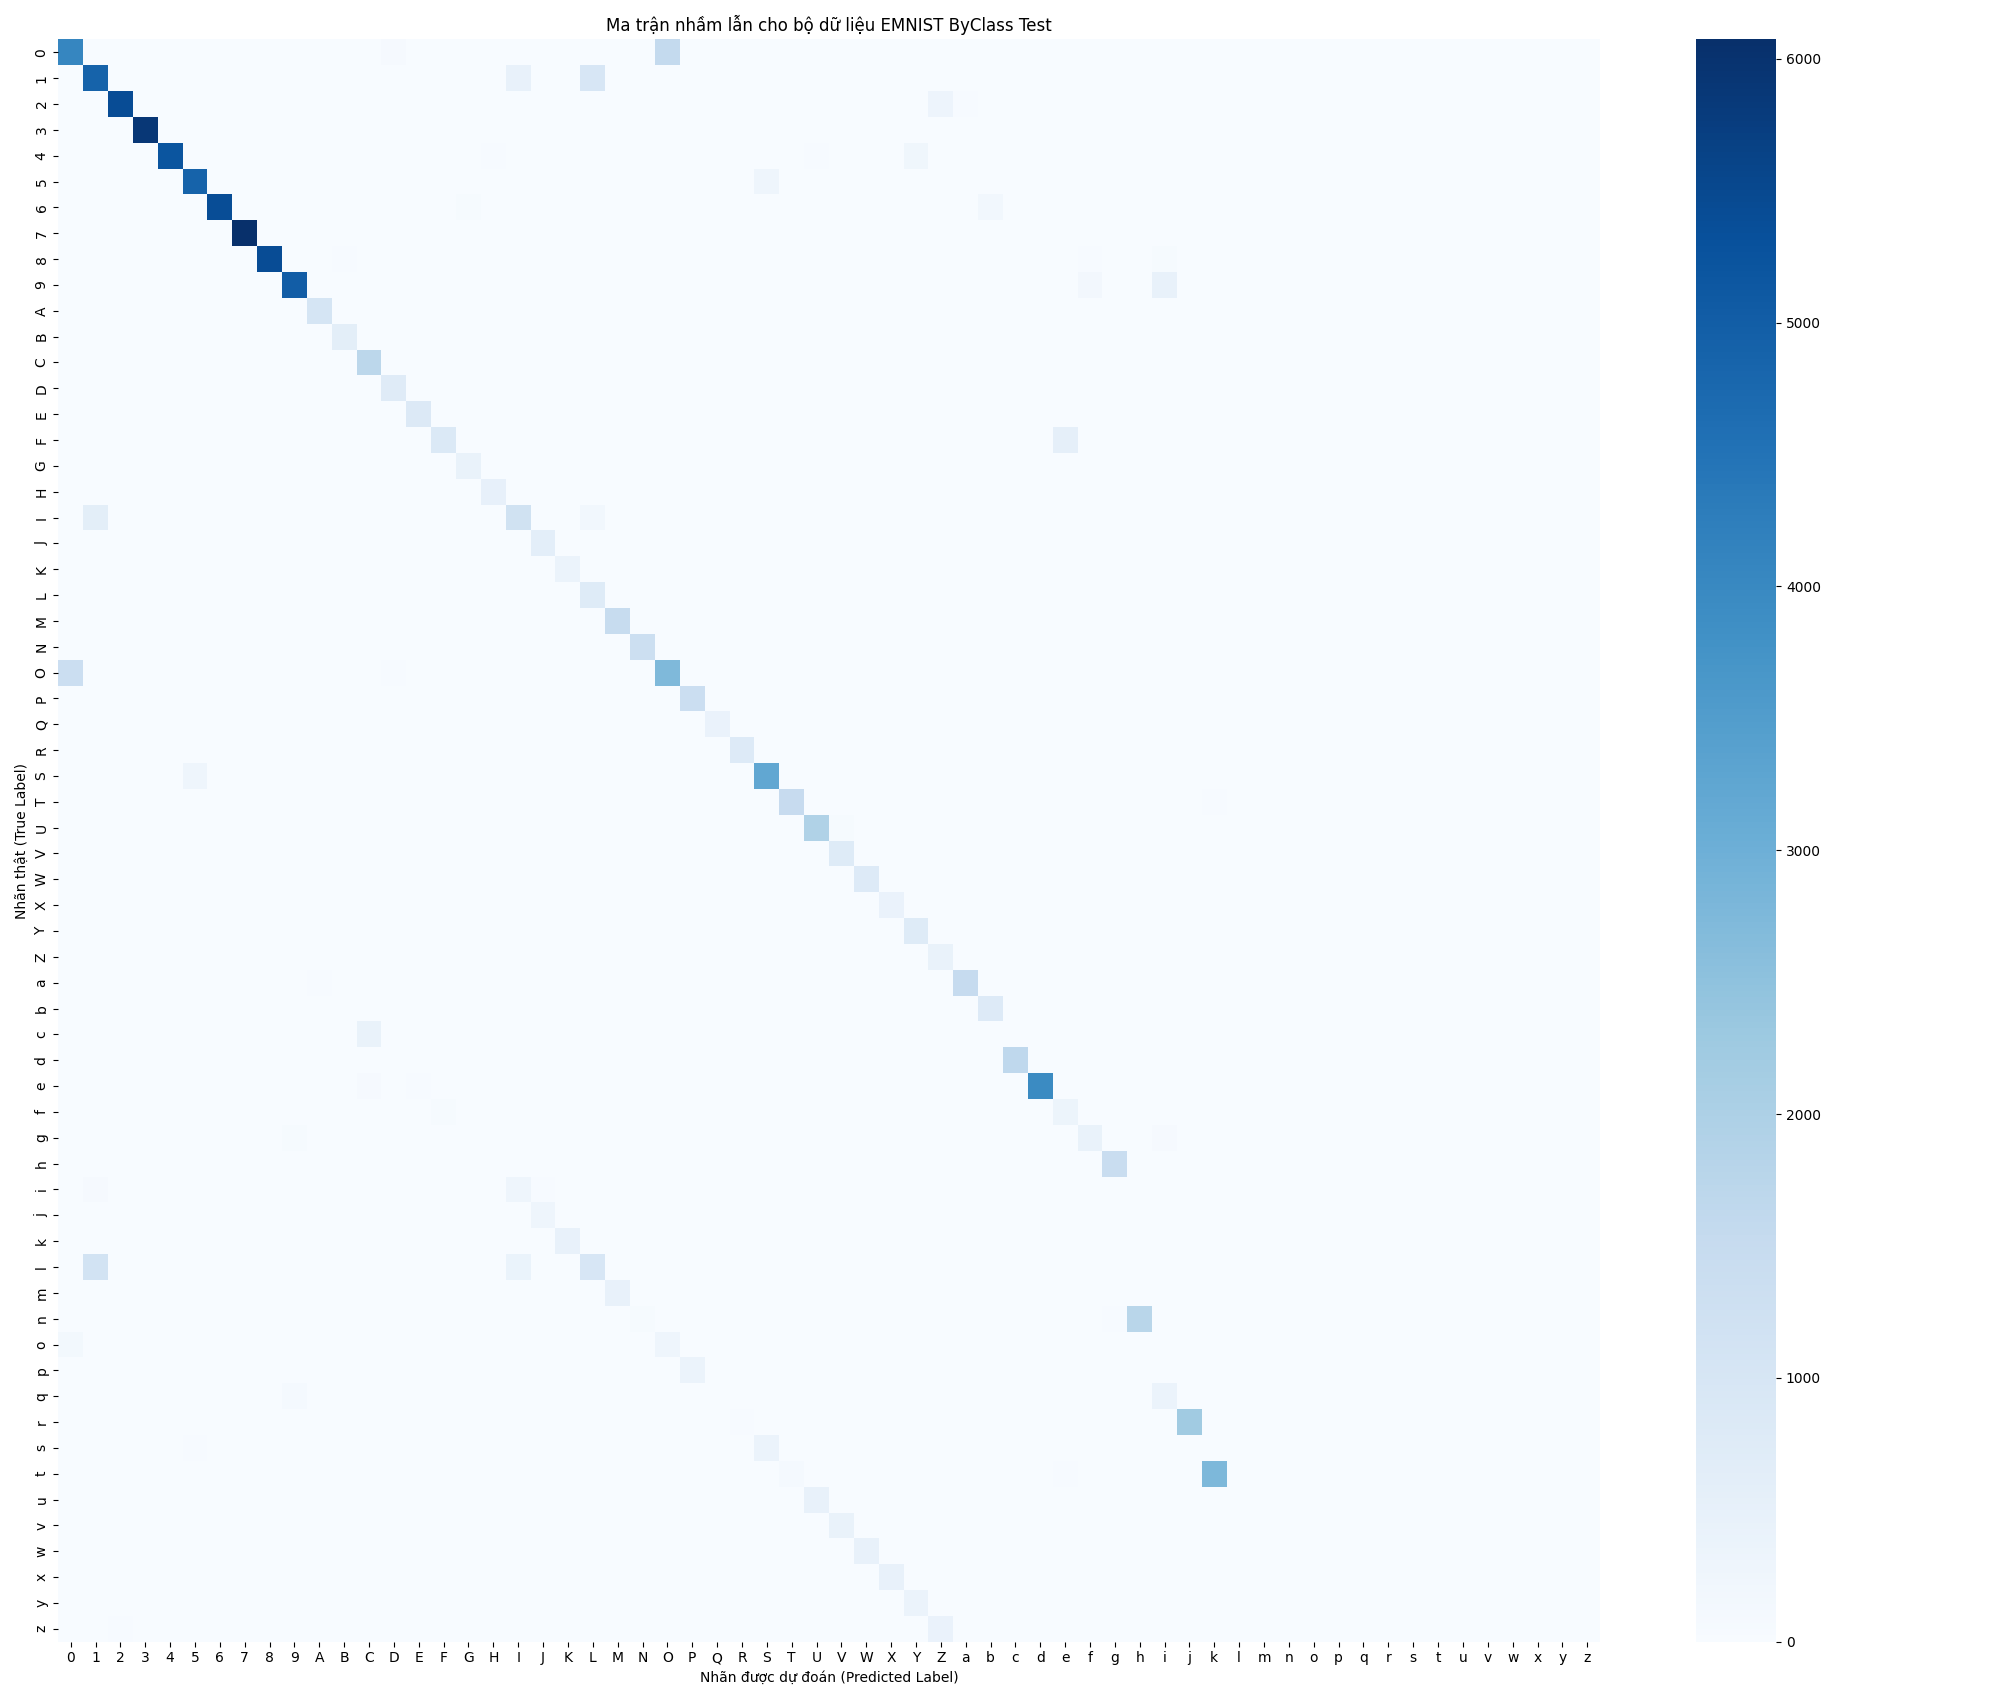 Ma trận nhầm lẫn cho bộ dữ liệu EMNIST ByClass Test
Nhãn thật (True Label)
0
1
2
3
4
5
6
7
8
9
A
B
C
D
E
F
G
H
I
J
K
L
M
N
O
P
Q
R
S
T
U
V
W
X
Y
Z
a
b
c
d
e
f
g
h
i
j
k
l
m
n
o
p
q
r
s
t
u
v
w
x
y
z
0 1 2 3 4 5 6 7 8 9 A B C D E F G H I J K L M N O P Q R S T U V W X Y Z a b c d e f g h i j k l m n o p q r s t u v w x y z
Nhãn được dự đoán (Predicted Label)
6000
5000
4000
3000
2000
1000
0